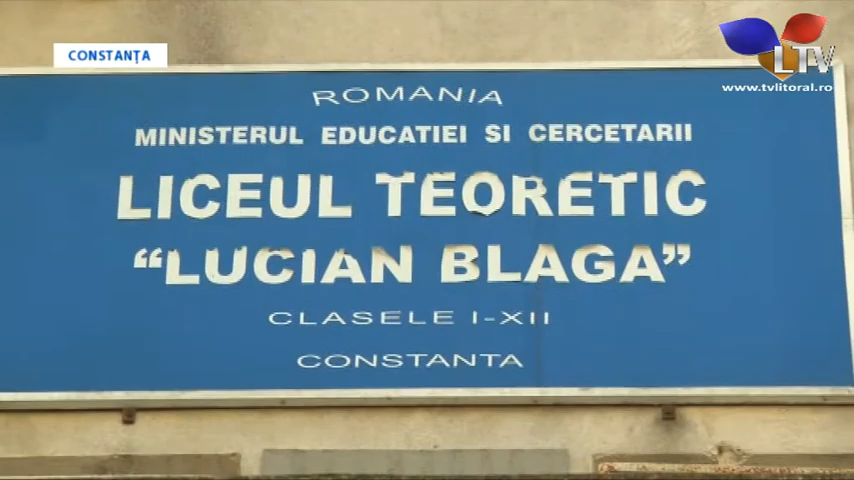 CONSTANȚA
LTV
www.tvlitoral.ro
ROMANIA
MINISTERUL EDUCATIEI SI CERCETARII
LICEUL TEORETIC
“LUCIAN BLAGA”
CLASELE I-XII
CONSTANTA